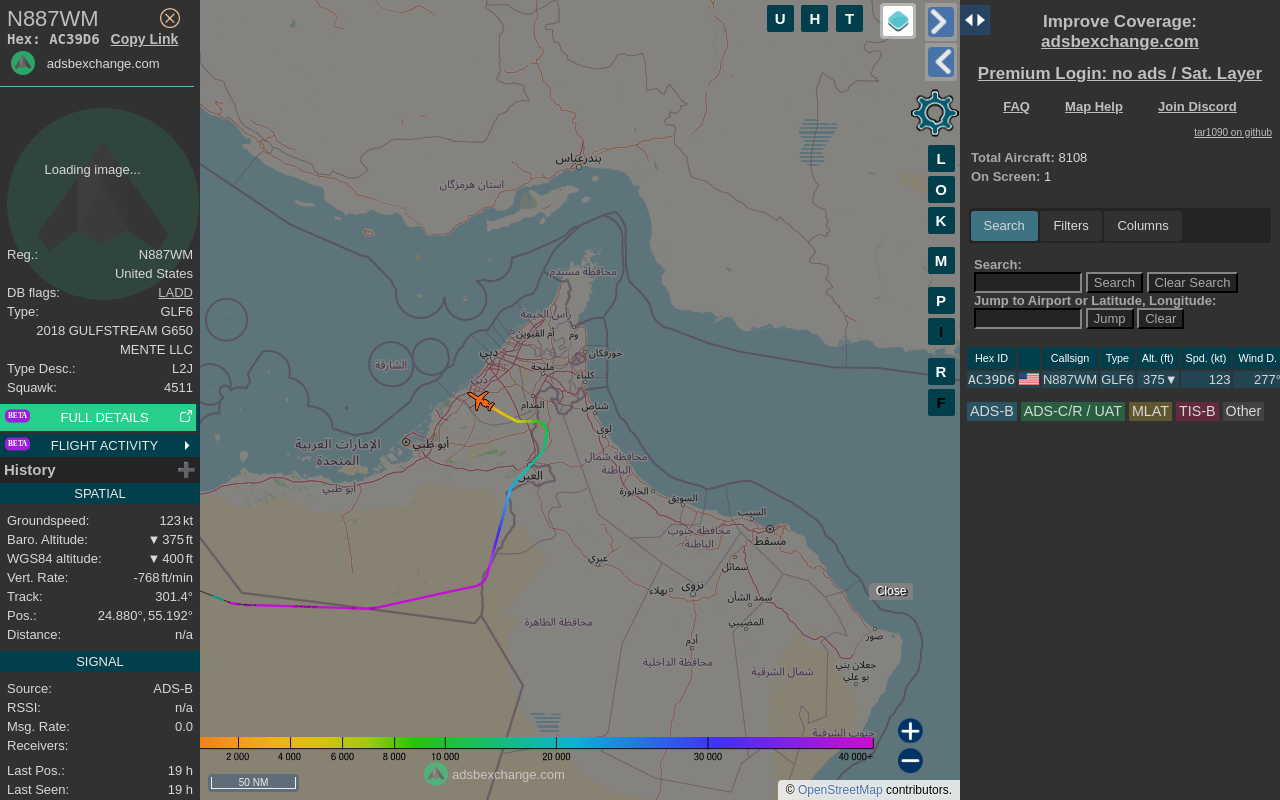 N887WM
Hex: AC39D6 Copy Link
adsbexchange.com
Loading image...
Reg.: N887WM
United States
DB flags: LADD
Type: GLF6
2018 GULFSTREAM G650
MENTE LLC
Type Desc.: L2J
Squawk: 4511
BETA FULL DETAILS
BETA FLIGHT ACTIVITY
History
SPATIAL
Groundspeed: 123 kt
Baro. Altitude: ▼ 375 ft
WGS84 altitude: ▼ 400 ft
Vert. Rate: -768 ft/min
Track: 301.4°
Pos.: 24.880°, 55.192°
Distance: n/a
SIGNAL
Source: ADS-B
RSSI: n/a
Msg. Rate: 0.0
Receivers:
Last Pos.: 19 h
Last Seen: 19 h
U H T
L
O
K
M
P
I
R
F
بندرعباس
استان هرمزگان
محافظة مسندم
رأس الخيمة
أم القيوين
دبي
الشارقة
خورفكان
مليحة
كلباء
دبي
المدام
شناص
لوى
أبو ظبي
الإمارات العربية
المتحدة
أبو ظبي
العين
محافظة شمال
الباطنة
الخابورة
السويق
السيب
مسقط
محافظة جنوب
الباطنة
عبري
سمائل
نزوى
بهلاء
سمد الشأن
المضيبي
محافظة الظاهرة
أدم
محافظة الداخلية
صور
جعلان بني
بو علي
شمال الشرقية
جنوب الشرقية
Close
2 000 4 000 6 000 8 000 10 000 20 000 30 000 40 000+
adsbexchange.com
50 NM
© OpenStreetMap contributors.
Improve Coverage:
adsbexchange.com
Premium Login: no ads / Sat. Layer
FAQ Map Help Join Discord
tar1090 on github
Total Aircraft: 8108
On Screen: 1
Search Filters Columns
Search:
Search Clear Search
Jump to Airport or Latitude, Longitude:
Jump Clear
Hex ID Callsign Type Alt. (ft) Spd. (kt) Wind D.
AC39D6 N887WM GLF6 375▼ 123 277°
ADS-B ADS-C/R / UAT MLAT TIS-B Other